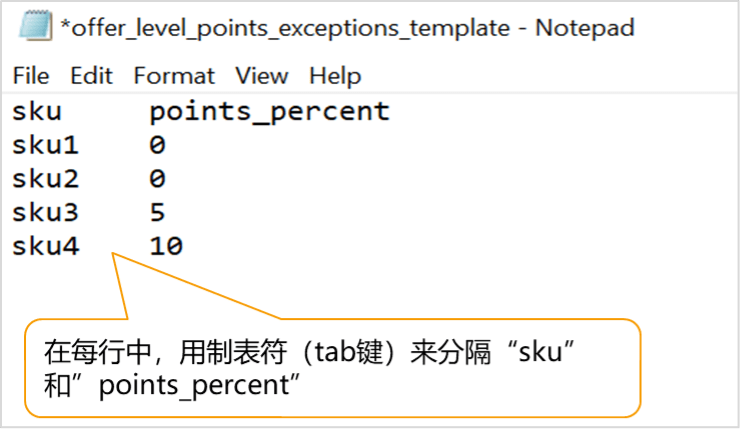 *offer_level_points_exceptions_template - Notepad
File Edit Format View Help
sku	points_percent
sku1	0
sku2	0
sku3	5
sku4	10
在每行中，用制表符（tab键）来分隔“sku”
和”points_percent”